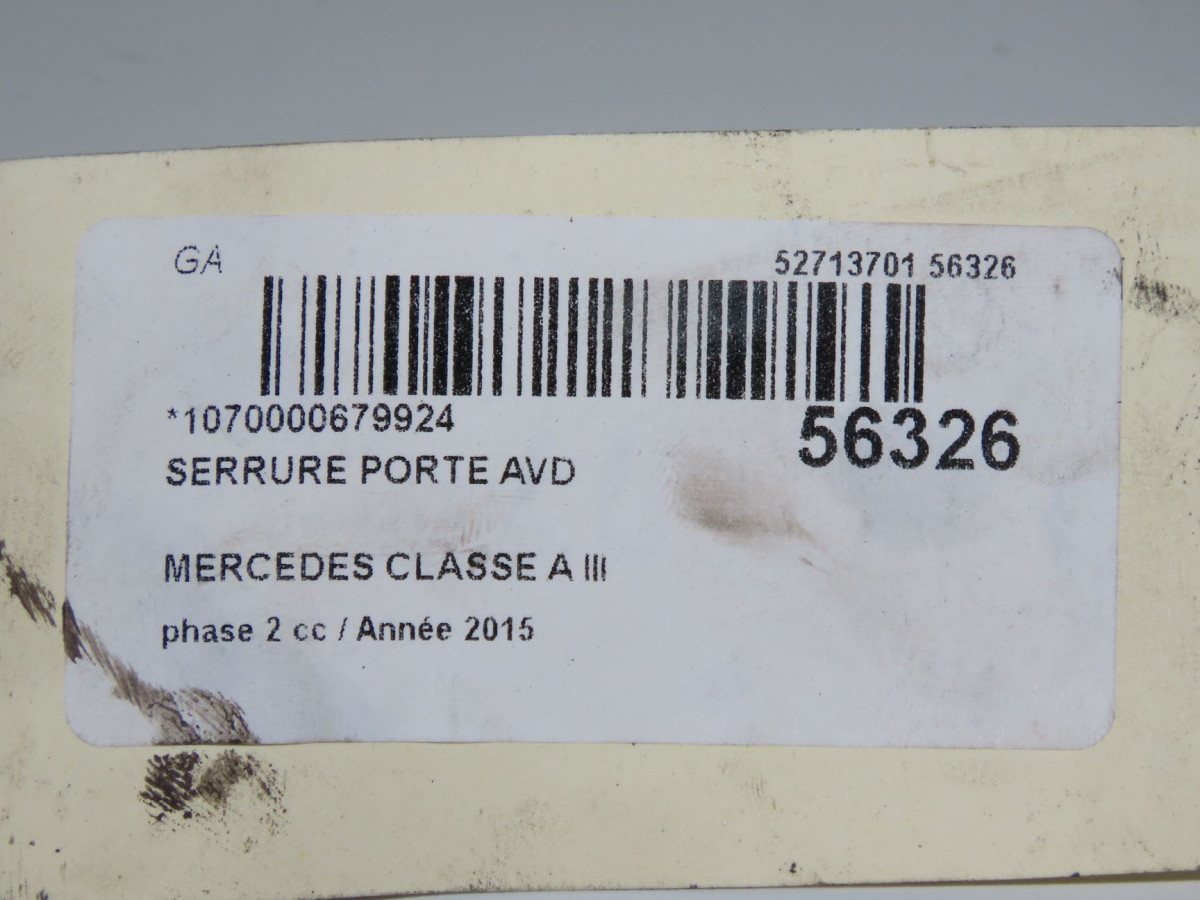 GA
52713701 56326
*1070000679924
56326
SERRURE PORTE AVD
MERCEDES CLASSE A III
phase 2 cc / Année 2015